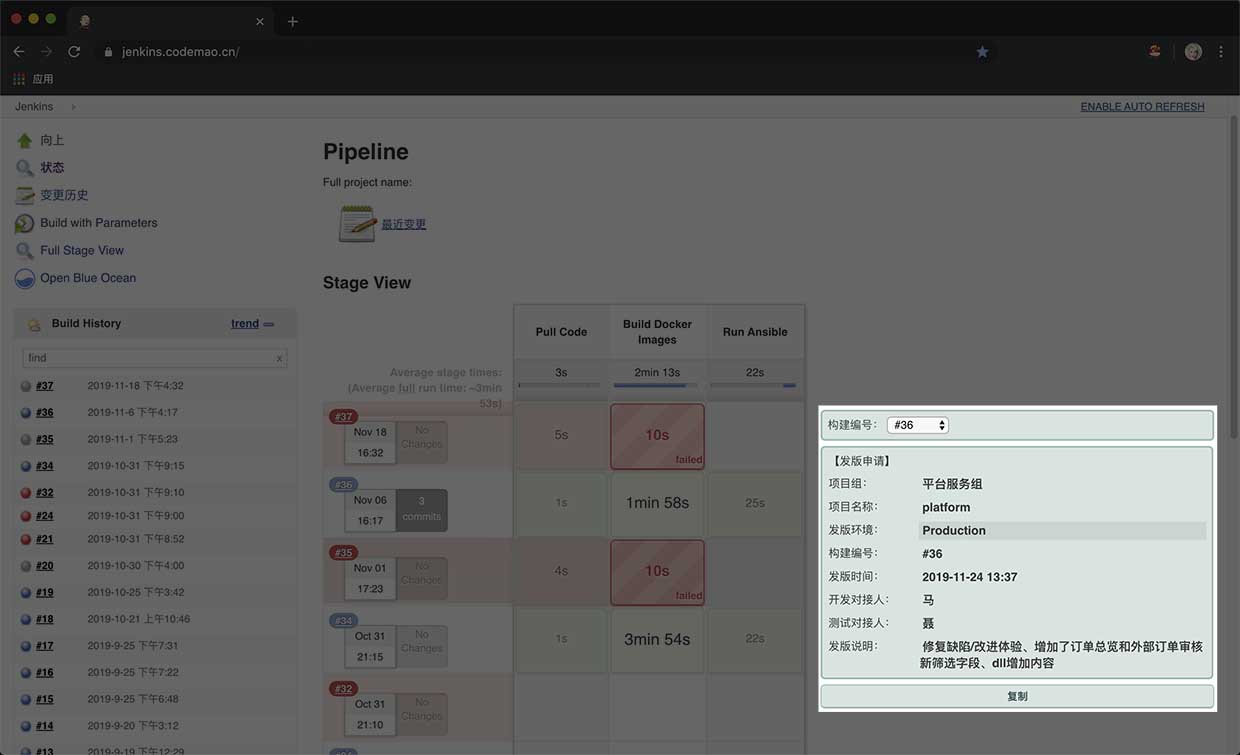 jenkins.codemao.cn/
应用
Jenkins
ENABLE AUTO REFRESH
向上
状态
变更历史
Build with Parameters
Full Stage View
Open Blue Ocean
Build History
trend
find
x
#37 2019-11-18 下午4:32
#36 2019-11-6 下午4:17
#35 2019-11-1 下午5:23
#34 2019-10-31 下午9:15
#32 2019-10-31 下午9:10
#24 2019-10-31 下午9:00
#21 2019-10-31 下午8:52
#20 2019-10-30 下午4:00
#19 2019-10-25 下午3:42
#18 2019-10-21 上午10:46
#17 2019-9-25 下午7:31
#16 2019-9-25 下午7:22
#15 2019-9-25 下午6:48
#14 2019-9-20 下午3:12
#13 2019-9-19 下午12:29
Pipeline
Full project name:
最近变更
Stage View
Pull Code
Build Docker
Images
Run Ansible
Average stage times:
(Average full run time: ~3min
53s)
3s
2min 13s
22s
#37
Nov 18
16:32
No
Changes
5s
10s
failed
#36
Nov 06
16:17
3
commits
1s
1min 58s
25s
#35
Nov 01
17:23
No
Changes
4s
10s
failed
#34
Oct 31
21:15
No
Changes
1s
3min 54s
22s
#32
Oct 31
21:10
No
Changes
构建编号: #36
【发版申请】
项目组: 平台服务组
项目名称: platform
发版环境: Production
构建编号: #36
发版时间: 2019-11-24 13:37
开发对接人: 马
测试对接人: 聂
发版说明: 修复缺陷/改进体验、增加了订单总览和外部订单审核
新筛选字段、dll增加内容
复制